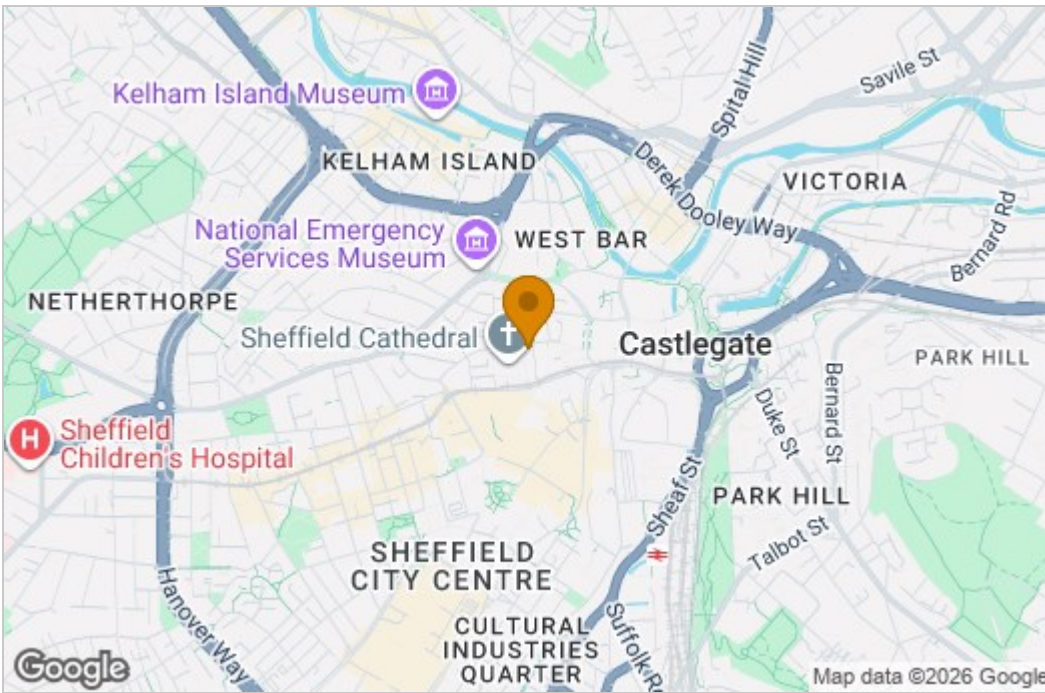 Kelham Island Museum
Savile St
Spital Hill
KELHAM ISLAND
Derek Dooley Way
VICTORIA
National Emergency
Services Museum
WEST BAR
Bernard Rd
NETHERTHORPE
Sheffield Cathedral
Castlegate
PARK HILL
Bernard St
Duke St
H Sheffield
Children's Hospital
Sheaf St
PARK HILL
Talbot St
SHEFFIELD
CITY CENTRE
Hanover Way
CULTURAL
INDUSTRIES
QUARTER
Suffolk R
Google
Map data ©2026 Google